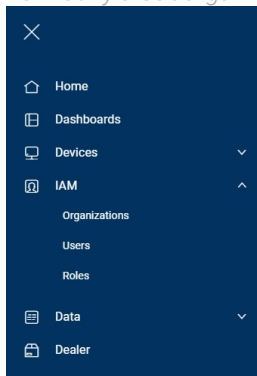 Home
Dashboards
Devices
IAM
Organizations
Users
Roles
Data
Dealer